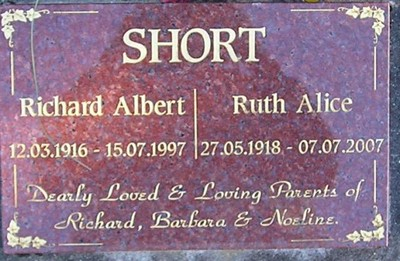 SHORT
Richard Albert Ruth Alice
12.03.1916 - 15.07.1997 27.05.1918 - 07.07.2007
Dearly Loved & Loving Parents of
Richard, Barbara & Noeline.